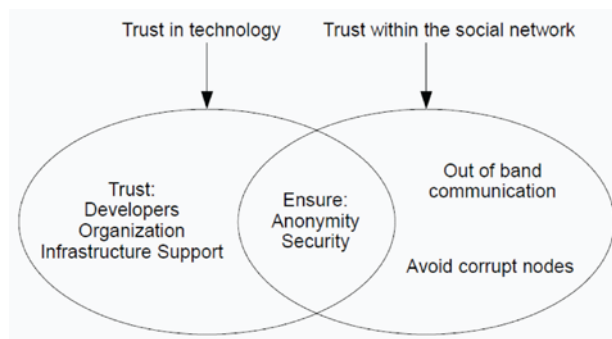 Trust in technology
Trust within the social network
Trust:
Developers
Organization
Infrastructure Support
Ensure:
Anonymity
Security
Out of band
communication
Avoid corrupt nodes